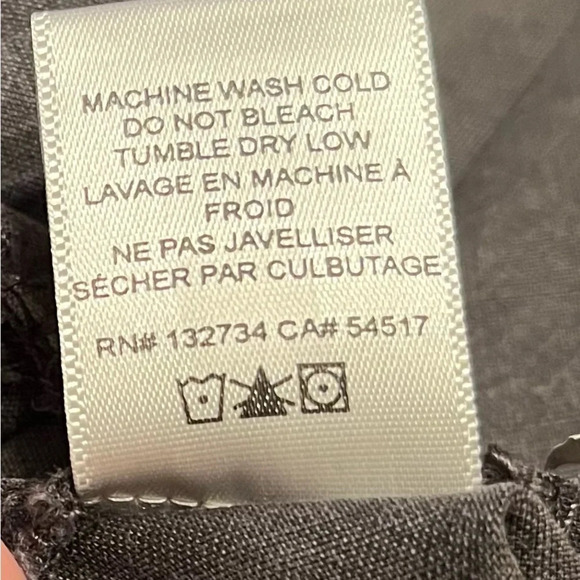 MACHINE WASH COLD
DO NOT BLEACH
TUMBLE DRY LOW
LAVAGE EN MACHINE À
FROID
NE PAS JAVELLISER
SÉCHER PAR CULBUTAGE
RN# 132734 CA# 54517